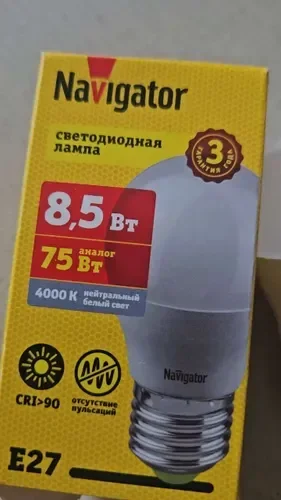 Navigator
СВЕТОДИОДНАЯ
ЛАМПА
3
ГАРАНТИЯ ГОДА
8,5 Вт
аналог
75 Вт
4000 K нейтральный
белый свет
Navigator
CRI>90
отсутствие
пульсаций
E27